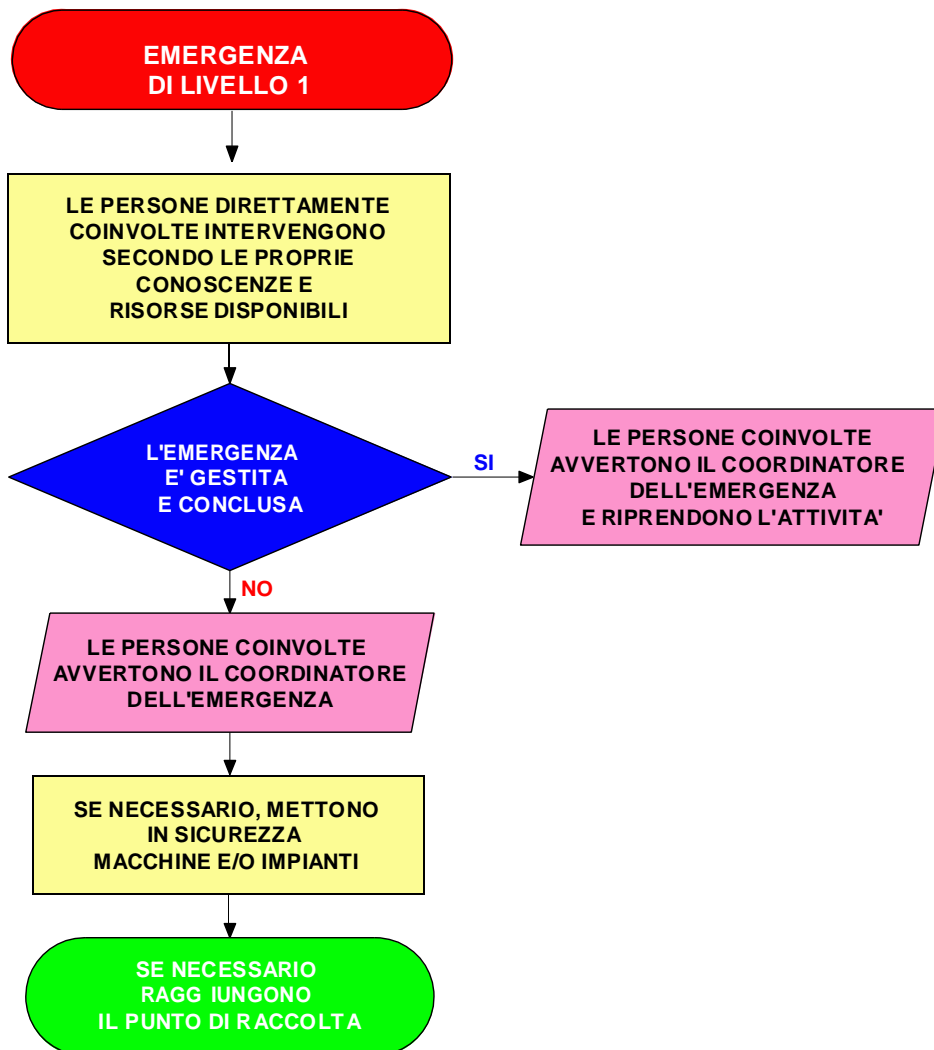 EMERGENZA
DI LIVELLO 1
LE PERSONE DIRETTAMENTE
COINVOLTE INTERVENGONO
SECONDO LE PROPRIE
CONOSCENZE E
RISORSE DISPONIBILI
L'EMERGENZA
E' GESTITA
E CONCLUSA
SI
LE PERSONE COINVOLTE
AVVERTONO IL COORDINATORE
DELL'EMERGENZA
E RIPRENDONO L'ATTIVITA'
NO
LE PERSONE COINVOLTE
AVVERTONO IL COORDINATORE
DELL'EMERGENZA
SE NECESSARIO, METTONO
IN SICUREZZA
MACCHINE E/O IMPIANTI
SE NECESSARIO
RAGG IUNGONO
IL PUNTO DI RACCOLTA